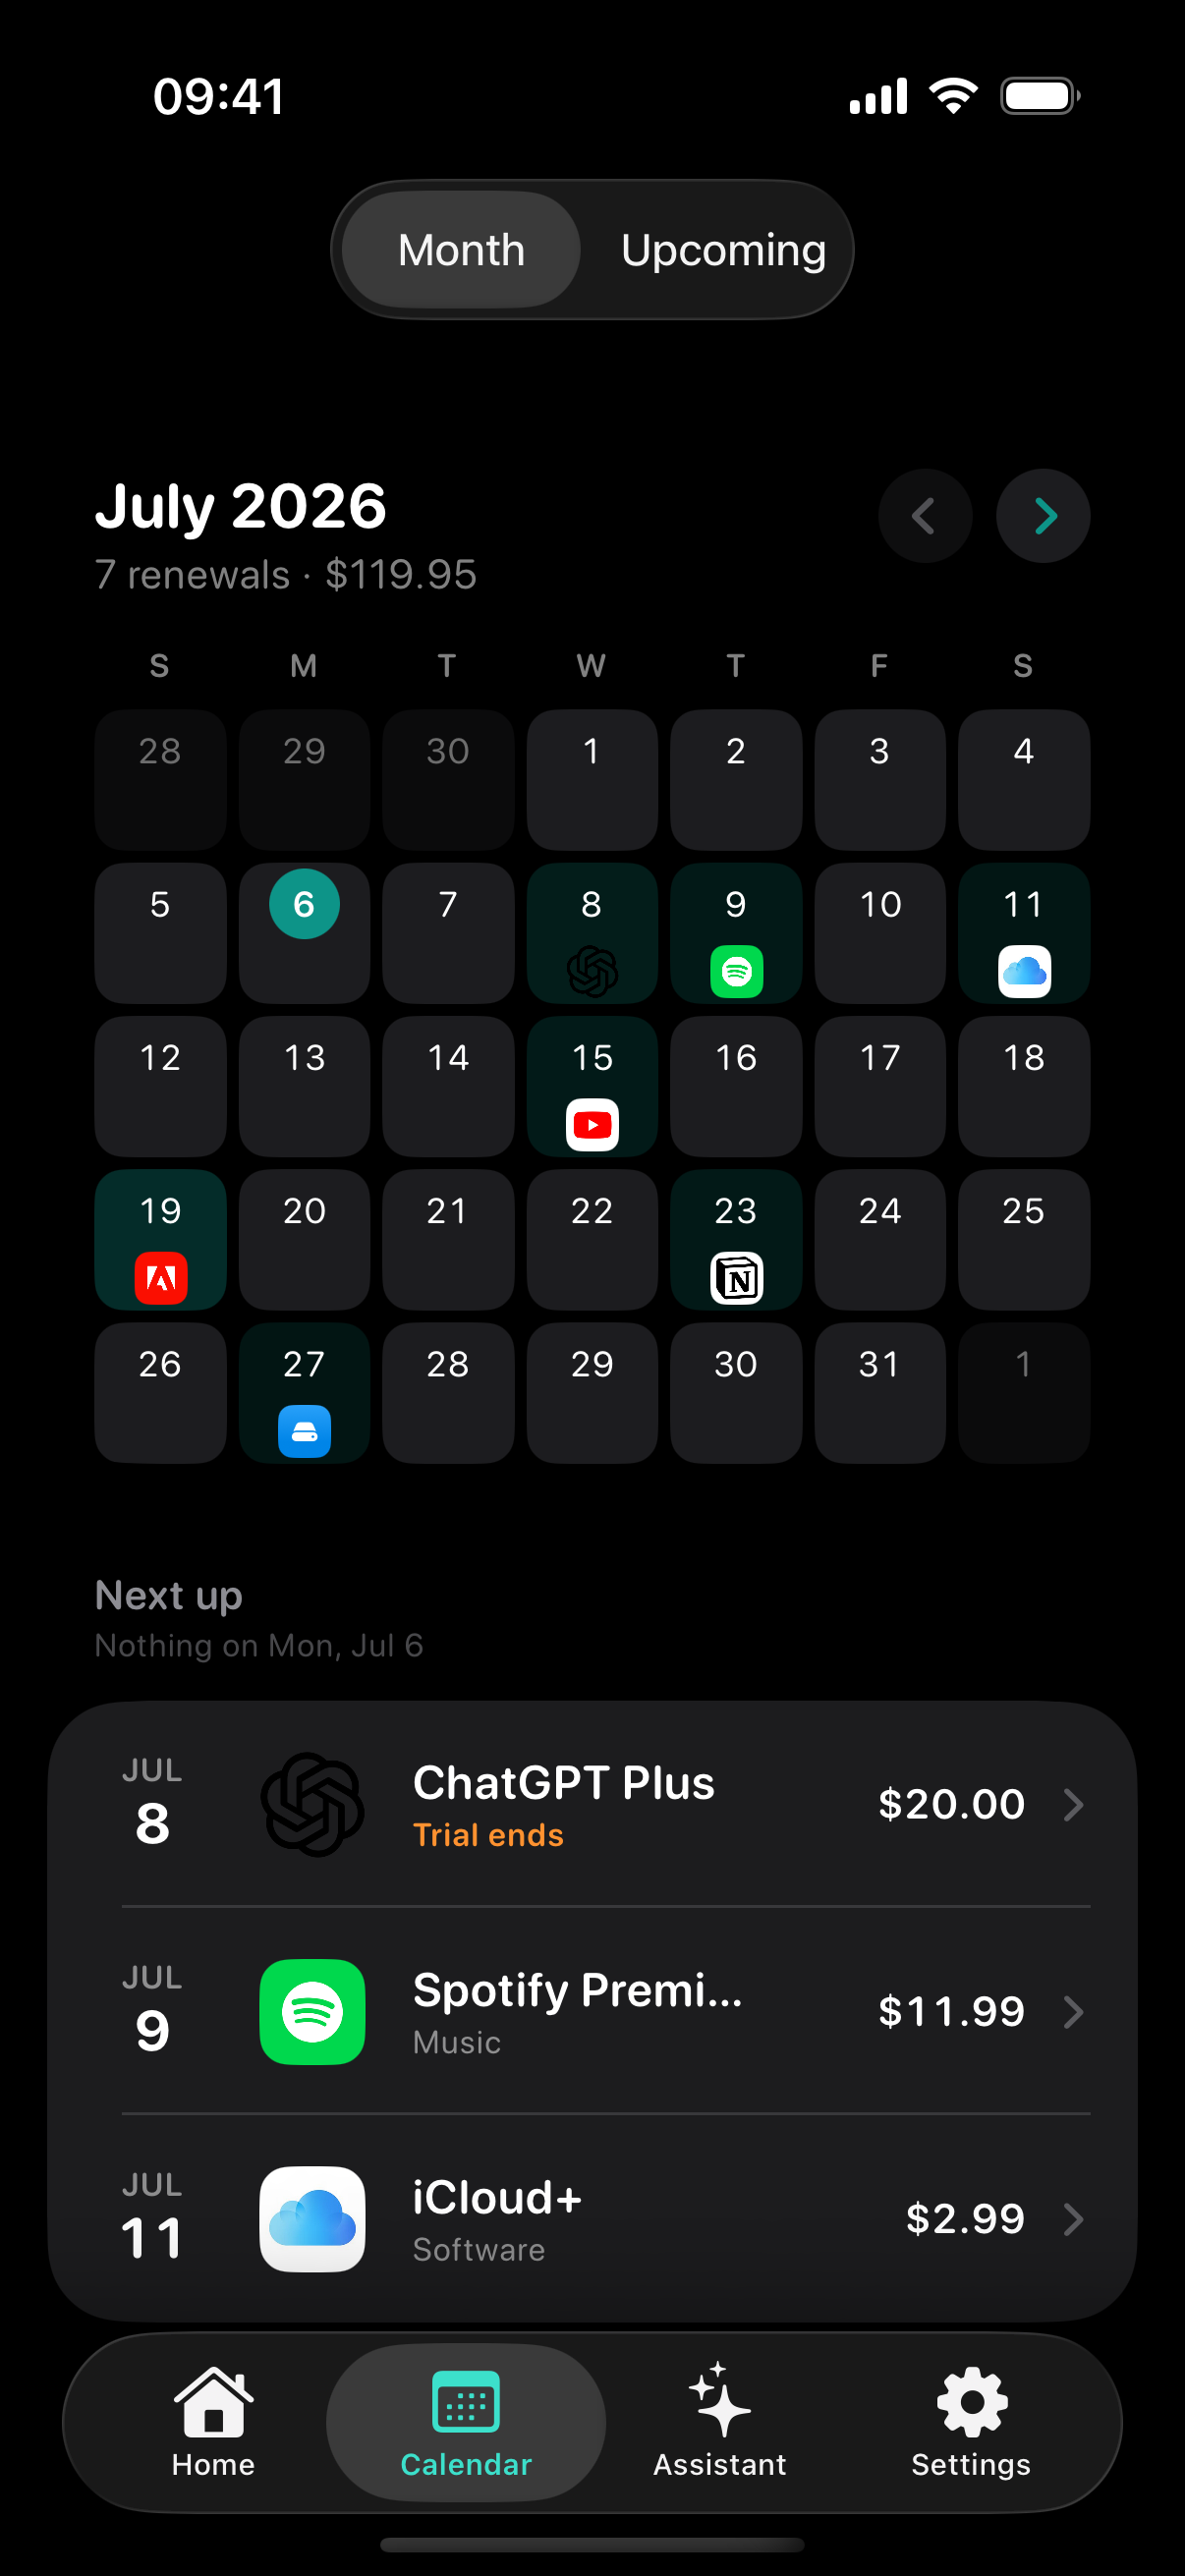 09:41
Month Upcoming
July 2026
7 renewals · $119.95
S M T W T F S
28 29 30 1 2 3 4
5 6 7 8 9 10 11
12 13 14 15 16 17 18
19 20 21 22 23 24 25
N
26 27 28 29 30 31 1
Next up
Nothing on Mon, Jul 6
JUL
8
ChatGPT Plus
Trial ends
$20.00
JUL
9
Spotify Premi...
Music
$11.99
JUL
11
iCloud+
Software
$2.99
Home Calendar Assistant Settings